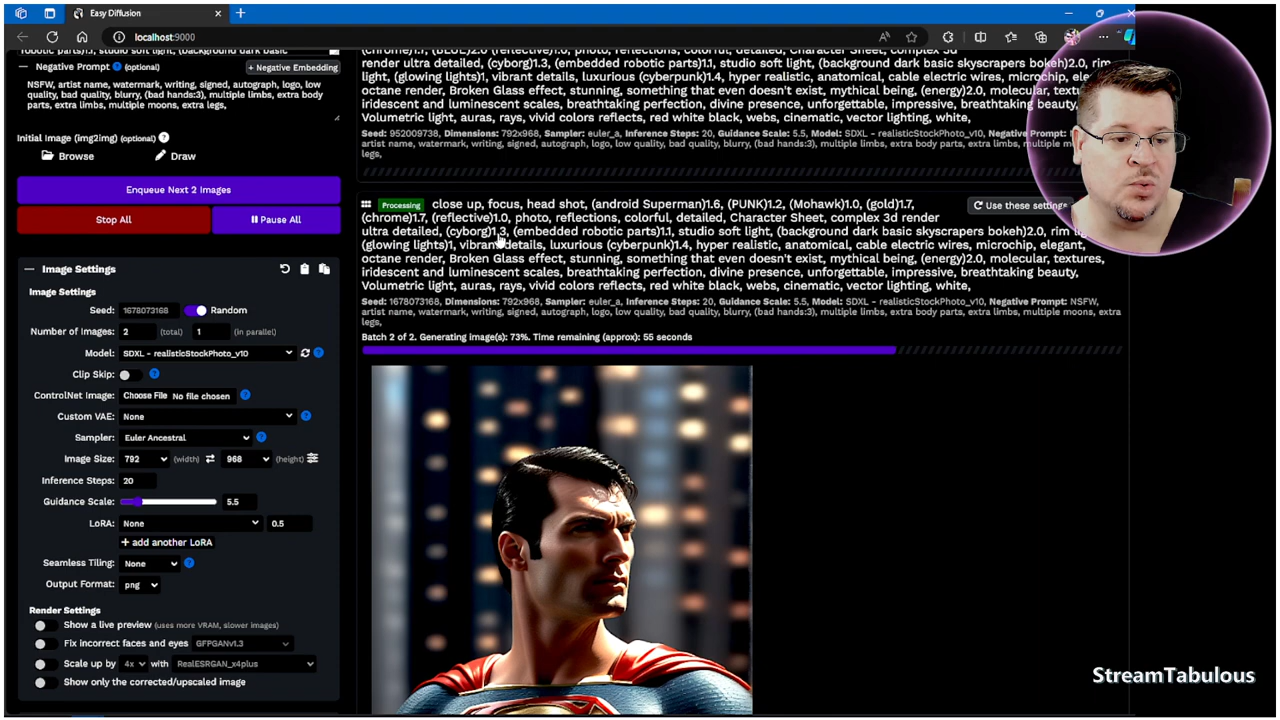 Easy Diffusion
localhost:9000
robotic parts)1.3, studio soft light, (background dark basic
Negative Prompt (optional)
+ Negative Embedding
NSFW, artist name, watermark, writing, signed, autograph, logo, low
quality, bad quality, blurry, (bad hands:3), multiple limbs, extra body
parts, extra limbs, multiple moons, extra legs,
Initial Image (img2img) (optional)
Browse
Draw
Enqueue Next 2 Images
Stop All
Pause All
Image Settings
Image Settings
Seed: 1678073168 Random
Number of Images: 2 (total) 1 (in parallel)
Model: SDXL - realisticStockPhoto_v10
Clip Skip:
ControlNet Image: Choose File No file chosen
Custom VAE: None
Sampler: Euler Ancestral
Image Size: 792 (width) 968 (height)
Inference Steps: 20
Guidance Scale: 5.5
LoRA: None 0.5
+ add another LoRA
Seamless Tiling: None
Output Format: png
Render Settings
Show a live preview (uses more VRAM, slower images)
Fix incorrect faces and eyes GFPGANv1.3
Scale up by 4x with RealESRGAN_x4plus
Show only the corrected/upscaled image
(chrome)1.7, (BLUE)2.0 (reflective)1.0, photo, reflections, colorful, detailed, Character Sheet, complex 3d
render ultra detailed, (cyborg)1.3, (embedded robotic parts)1.1, studio soft light, (background dark basic skyscrapers bokeh)2.0, rim
light, (glowing lights)1, vibrant details, luxurious (cyberpunk)1.4, hyper realistic, anatomical, cable electric wires, microchip, elegant,
octane render, Broken Glass effect, stunning, something that even doesn't exist, mythical being, (energy)2.0, molecular, textures,
iridescent and luminescent scales, breathtaking perfection, divine presence, unforgettable, impressive, breathtaking beauty,
Volumetric light, auras, rays, vivid colors reflects, red white black, webs, cinematic, vector lighting, white,
Seed: 952009738, Dimensions: 792x968, Sampler: euler_a, Inference Steps: 20, Guidance Scale: 5.5, Model: SDXL - realisticStockPhoto_v10, Negative Prompt:
artist name, watermark, writing, signed, autograph, logo, low quality, bad quality, blurry, (bad hands:3), multiple limbs, extra body parts, extra limbs, multiple moons, extra
legs,
Processing close up, focus, head shot, (android Superman)1.6, (PUNK)1.2, (Mohawk)1.0, (gold)1.7,
Use these settings
(chrome)1.7, (reflective)1.0, photo, reflections, colorful, detailed, Character Sheet, complex 3d render
ultra detailed, (cyborg)1.3, (embedded robotic parts)1.1, studio soft light, (background dark basic skyscrapers bokeh)2.0, rim
(glowing lights)1, vibrant details, luxurious (cyberpunk)1.4, hyper realistic, anatomical, cable electric wires, microchip, elegant,
octane render, Broken Glass effect, stunning, something that even doesn't exist, mythical being, (energy)2.0, molecular, textures,
iridescent and luminescent scales, breathtaking perfection, divine presence, unforgettable, impressive, breathtaking beauty,
Volumetric light, auras, rays, vivid colors reflects, red white black, webs, cinematic, vector lighting, white,
Seed: 1678073168, Dimensions: 792x968, Sampler: euler_a, Inference Steps: 20, Guidance Scale: 5.5, Model: SDXL - realisticStockPhoto_v10, Negative Prompt: NSFW,
artist name, watermark, writing, signed, autograph, logo, low quality, bad quality, blurry, (bad hands:3), multiple limbs, extra body parts, extra limbs, multiple moons, extra
legs,
Batch 2 of 2. Generating image(s): 73%. Time remaining (approx): 55 seconds
StreamTabulous